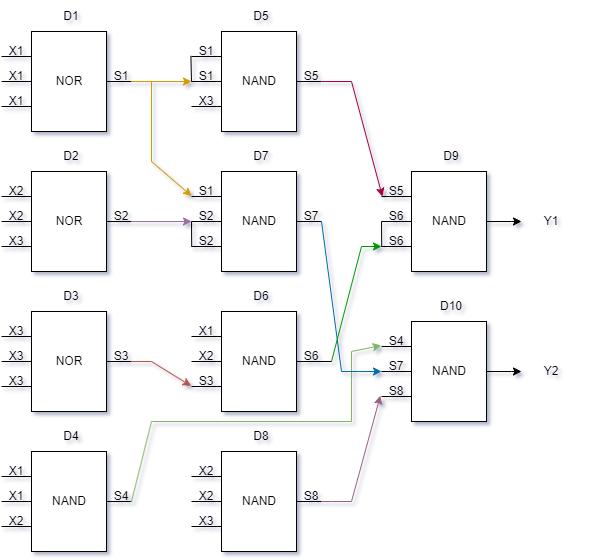 D1 D5
X1 S1
X1 NOR S1 S1 NAND S5
X1 X3
D2 D7 D9
X2 S1 S5
X2 NOR S2 S2 NAND S7 S6 NAND Y1
X3 S2 S6
D3 D6 D10
X3 X1 S4
X3 NOR S3 X2 NAND S6 S7 NAND Y2
X3 S3 S8
D4 D8
X1 X2
X1 NAND S4 X2 NAND S8
X2 X3